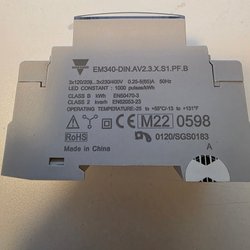 EM340-DIN.AV2.3.X.S1.PF.B
3x120/208...3x230/400V 0.25-5(65)A 50Hz
LED CONSTANT : 1000 pulses/kWh
CLASS B kWh EN50470-3
CLASS 2 kvarh EN62053-23
OPERATING TEMPERATURE-25 to +55°C/-13 to +131°F
CE M22 0598
RoHS 0120/SGS0183
Made in China